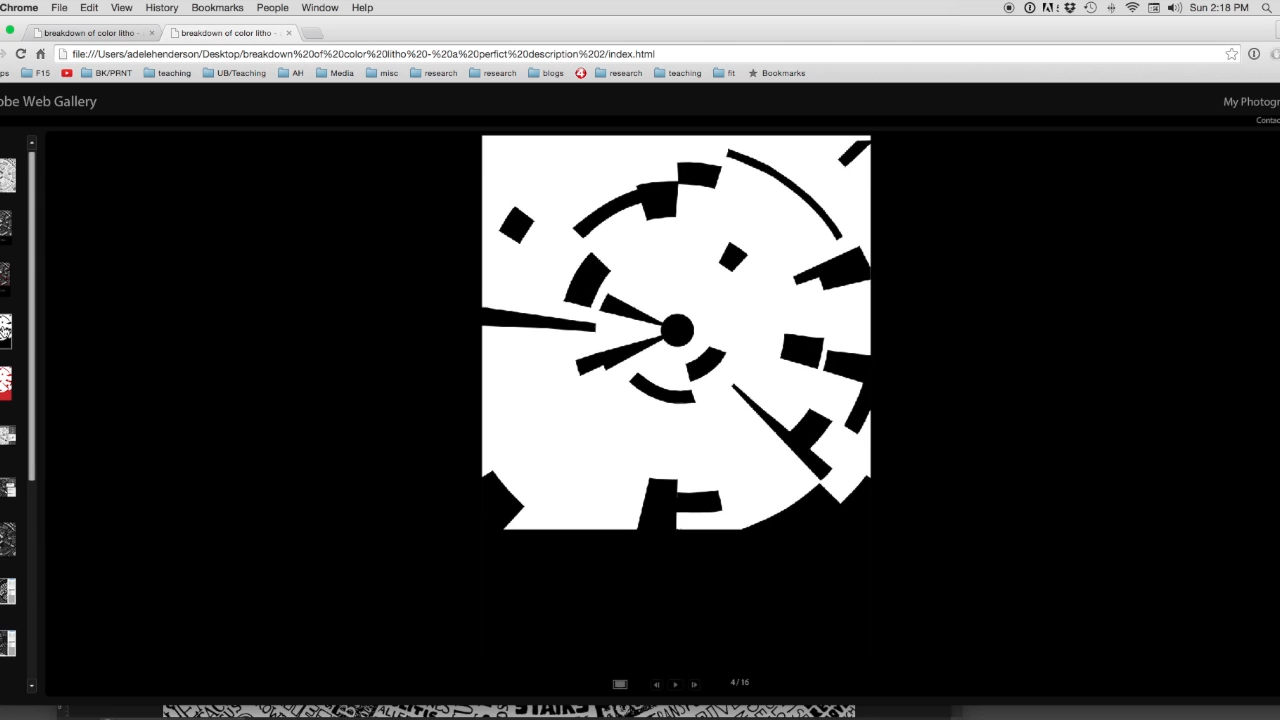 Chrome File Edit View History Bookmarks People Window Help Sun 2:18 PM
breakdown of color litho - breakdown of color litho -
file:///Users/adelehenderson/Desktop/breakdown%20of%20color%20litho%20-%20a%20perfict%20description%202/index.html
ps F15 BK/PRNT teaching UB/Teaching AH Media misc research research blogs research teaching fit Bookmarks
obe Web Gallery My Photogr
Contac
4/16
STAIRS